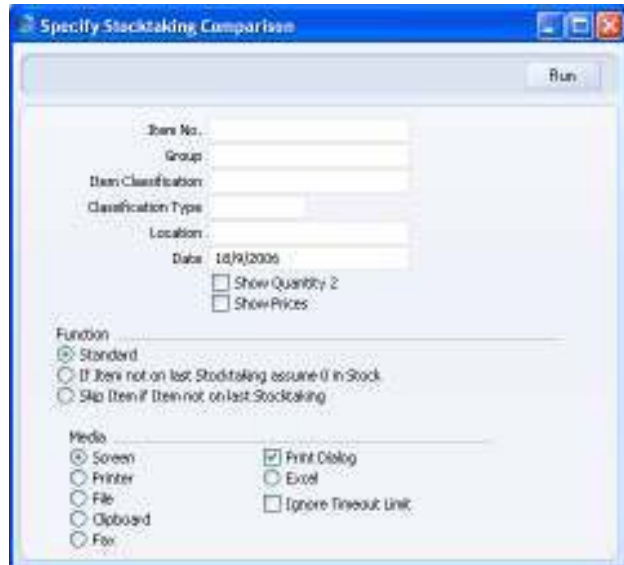 Specify Stocktaking Comparison
Run
Item No.
Group
Item Classification
Classification Type
Location
Date 18/9/2006
Show Quantity 2
Show Prices
Function
Standard
If Item not on last Stocktaking assume 0 in Stock
Skip Item if Item not on last Stocktaking
Media
Screen
Print Dialog
Printer
Excel
File
Ignore Timeout Limit
Clipboard
Fax